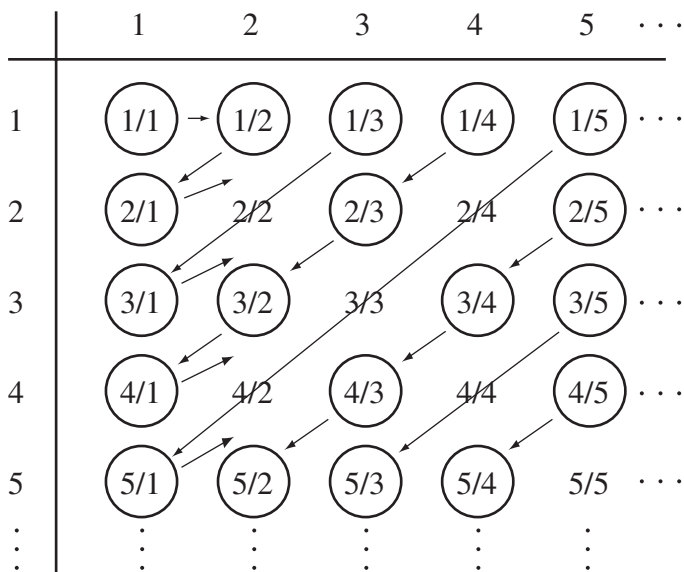 1 2 3 4 5 · · ·
1 1/1 1/2 1/3 1/4 1/5 · · ·
2 2/1 2/2 2/3 2/4 2/5 · · ·
3 3/1 3/2 3/3 3/4 3/5 · · ·
4 4/1 4/2 4/3 4/4 4/5 · · ·
5 5/1 5/2 5/3 5/4 5/5 · · ·
⋮ ⋮ ⋮ ⋮ ⋮ ⋮